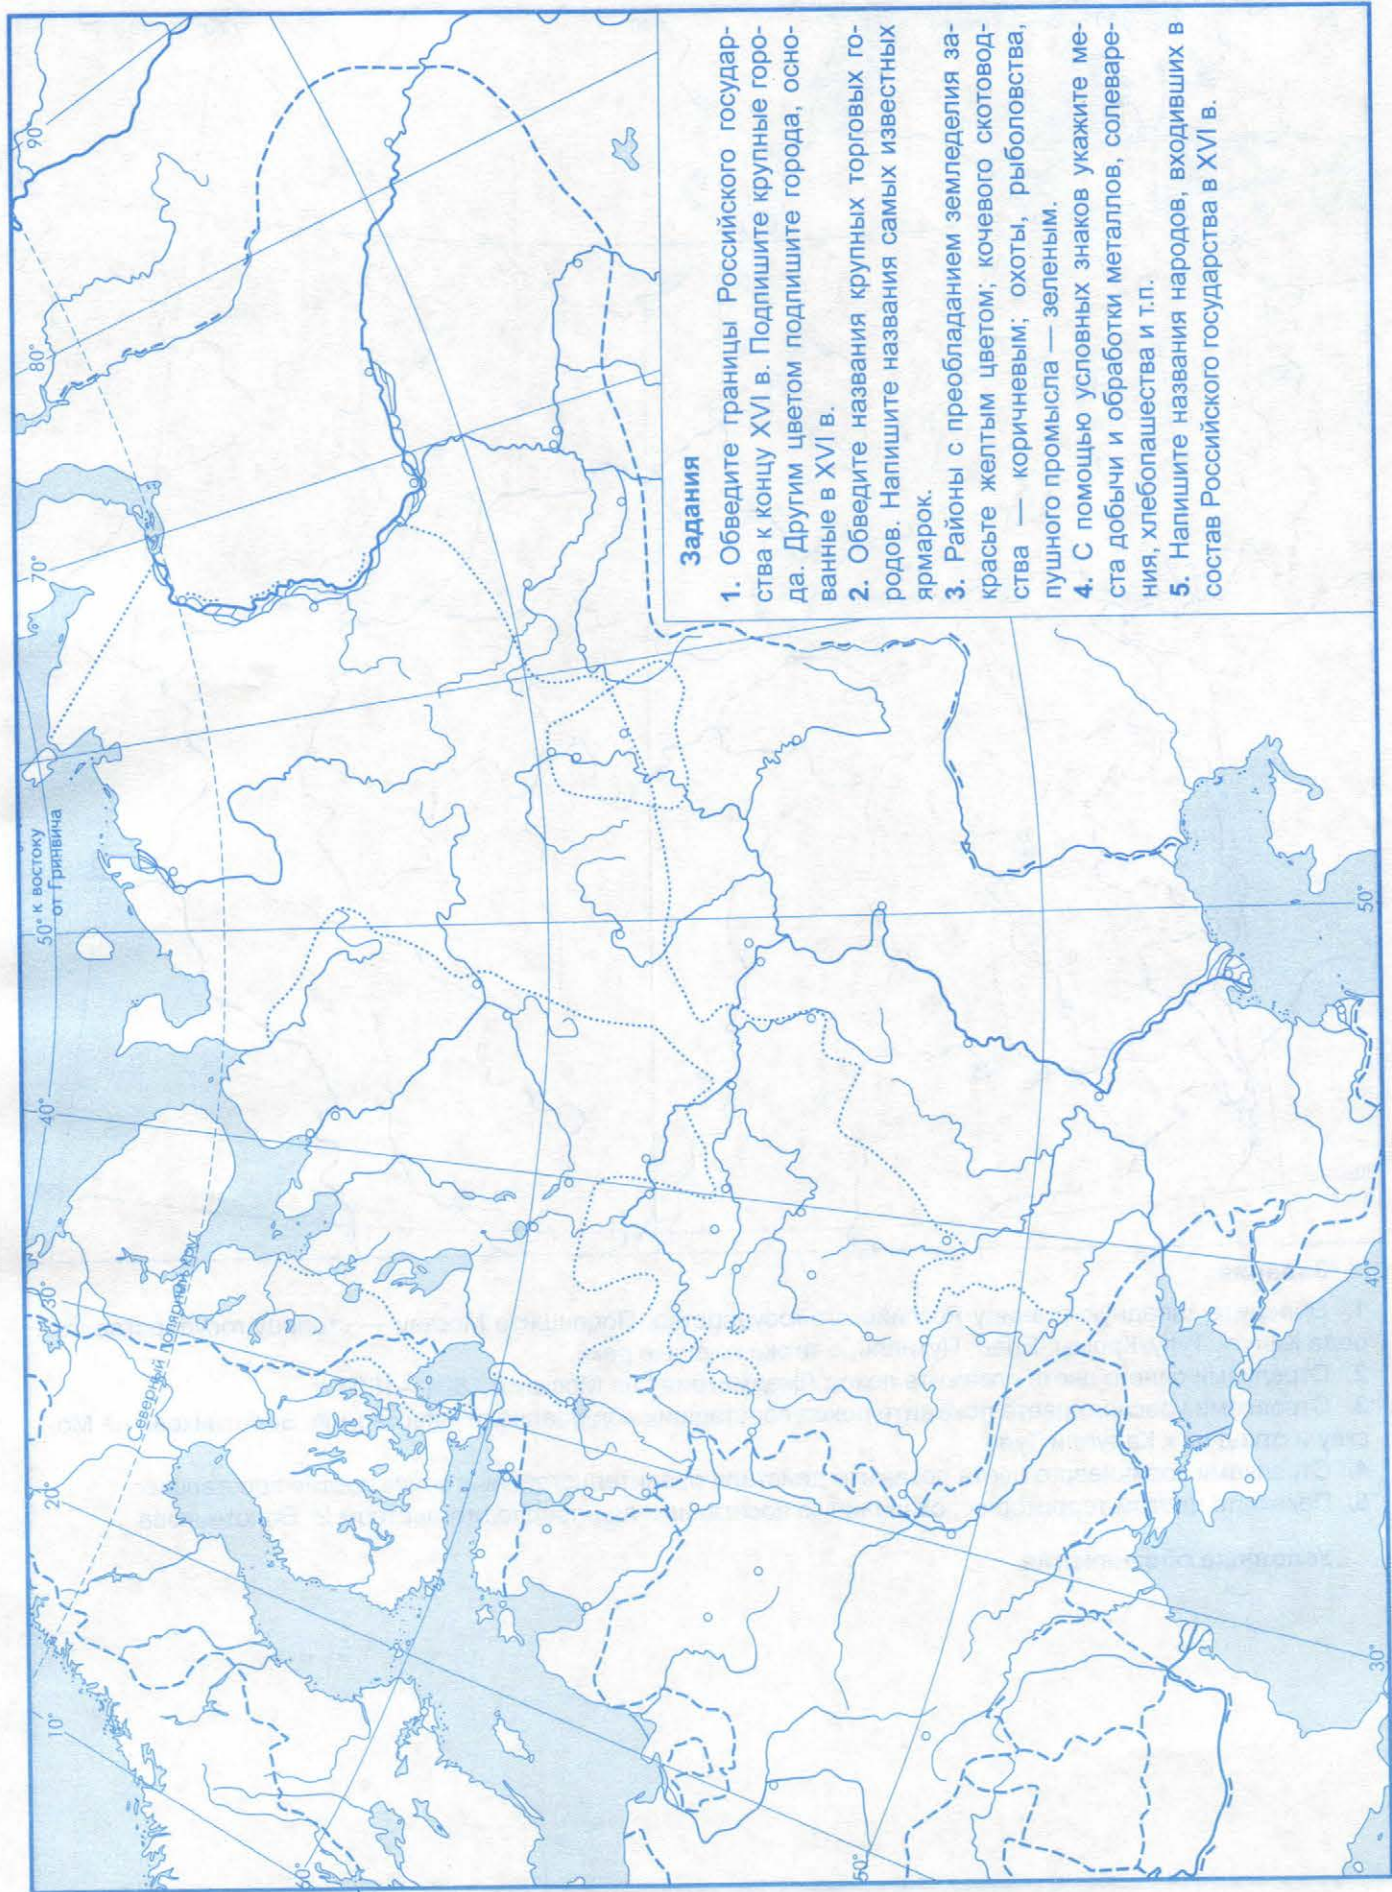 90°
80°
70°
50° к востоку
от Гринвича
40°
30°
20°
10°
Северный Полярный круг
60°
50°
50°
40°
30°
Задания
1. Обведите границы Российского государ-
ства к концу XVI в. Подпишите крупные горо-
да. Другим цветом подпишите города, осно-
ванные в XVI в.
2. Обведите названия крупных торговых го-
родов. Напишите названия самых известных
ярмарок.
3. Районы с преобладанием земледелия за-
красьте желтым цветом; кочевого скотовод-
ства — коричневым; охоты, рыболовства,
пушного промысла — зеленым.
4. С помощью условных знаков укажите ме-
ста добычи и обработки металлов, солеваре-
ния, хлебопашества и т.п.
5. Напишите названия народов, входивших в
состав Российского государства в XVI в.